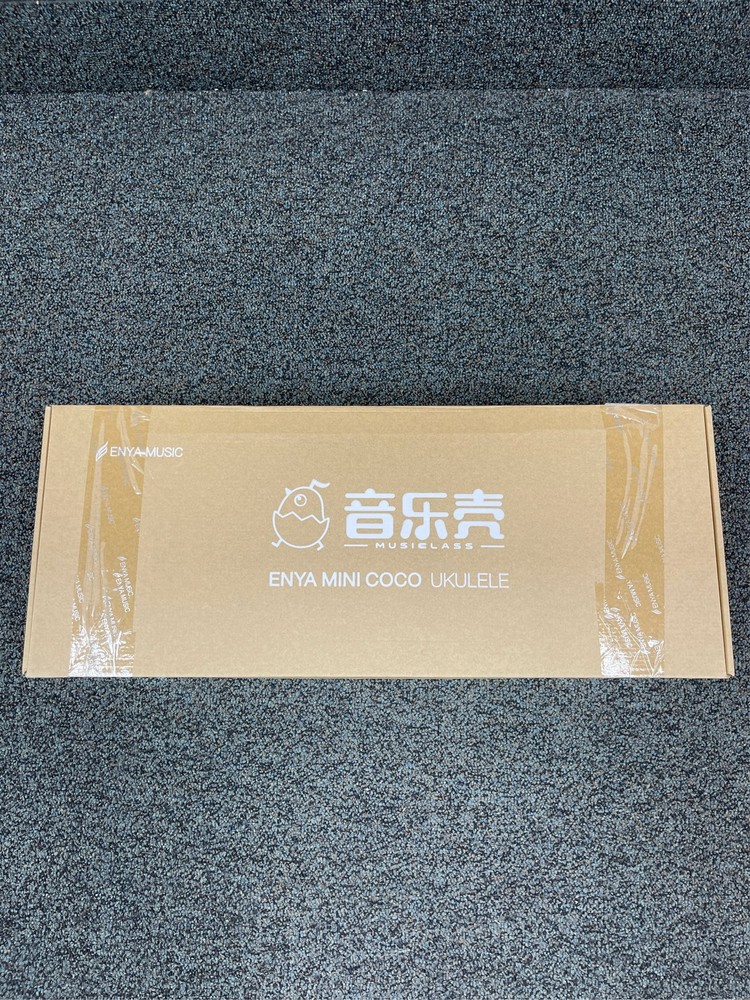 ENYA MUSIC
音乐壳
MUSICLASS
ENYA MINI COCO UKULELE